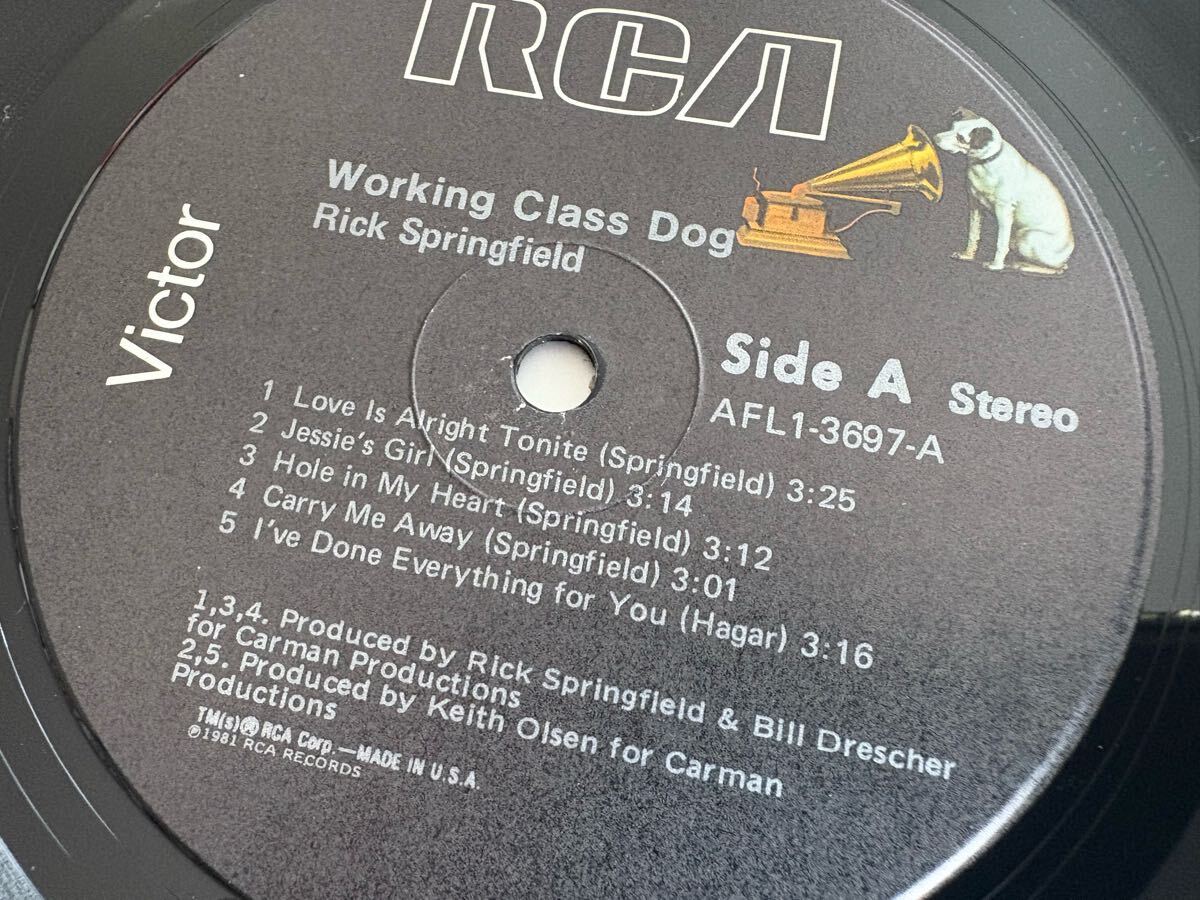 RCA
Victor
Working Class Dog
Rick Springfield
Side A Stereo
AFL1-3697-A
1 Love Is Alright Tonite (Springfield) 3:25
2 Jessie's Girl (Springfield) 3:14
3 Hole in My Heart (Springfield) 3:12
4 Carry Me Away (Springfield) 3:01
5 I've Done Everything for You (Hagar) 3:16
1,3,4. Produced by Rick Springfield & Bill Drescher
for Carman Productions
2,5. Produced by Keith Olsen for Carman
Productions
TM(s)® RCA Corp.—MADE IN U.S.A.
℗1981 RCA RECORDS